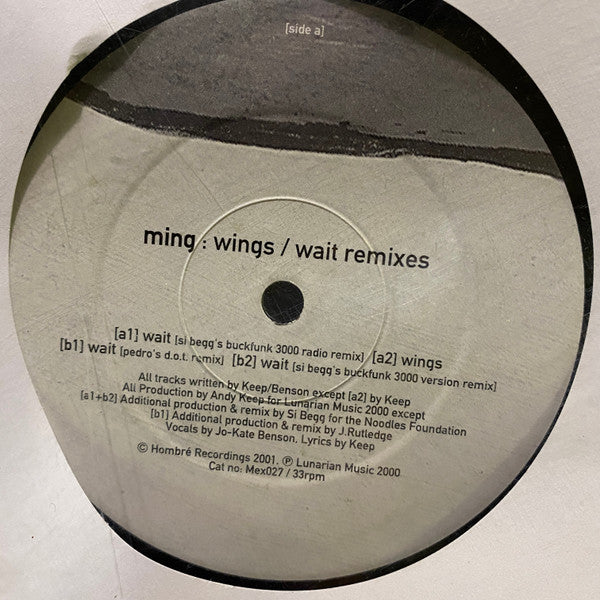 [side a]
ming : wings / wait remixes
[a1] wait [si begg's buckfunk 3000 radio remix] [a2] wings
[b1] wait [pedro's d.o.t. remix] [b2] wait [si begg's buckfunk 3000 version remix]
All tracks written by Keep/Benson except [a2] by Keep
All Production by Andy Keep for Lunarian Music 2000 except
[a1+b2] Additional production & remix by Si Begg for the Noodles Foundation
[b1] Additional production & remix by J.Rutledge
Vocals by Jo-Kate Benson, Lyrics by Keep
© Hombré Recordings 2001, ℗ Lunarian Music 2000
Cat no: Mex027 / 33rpm